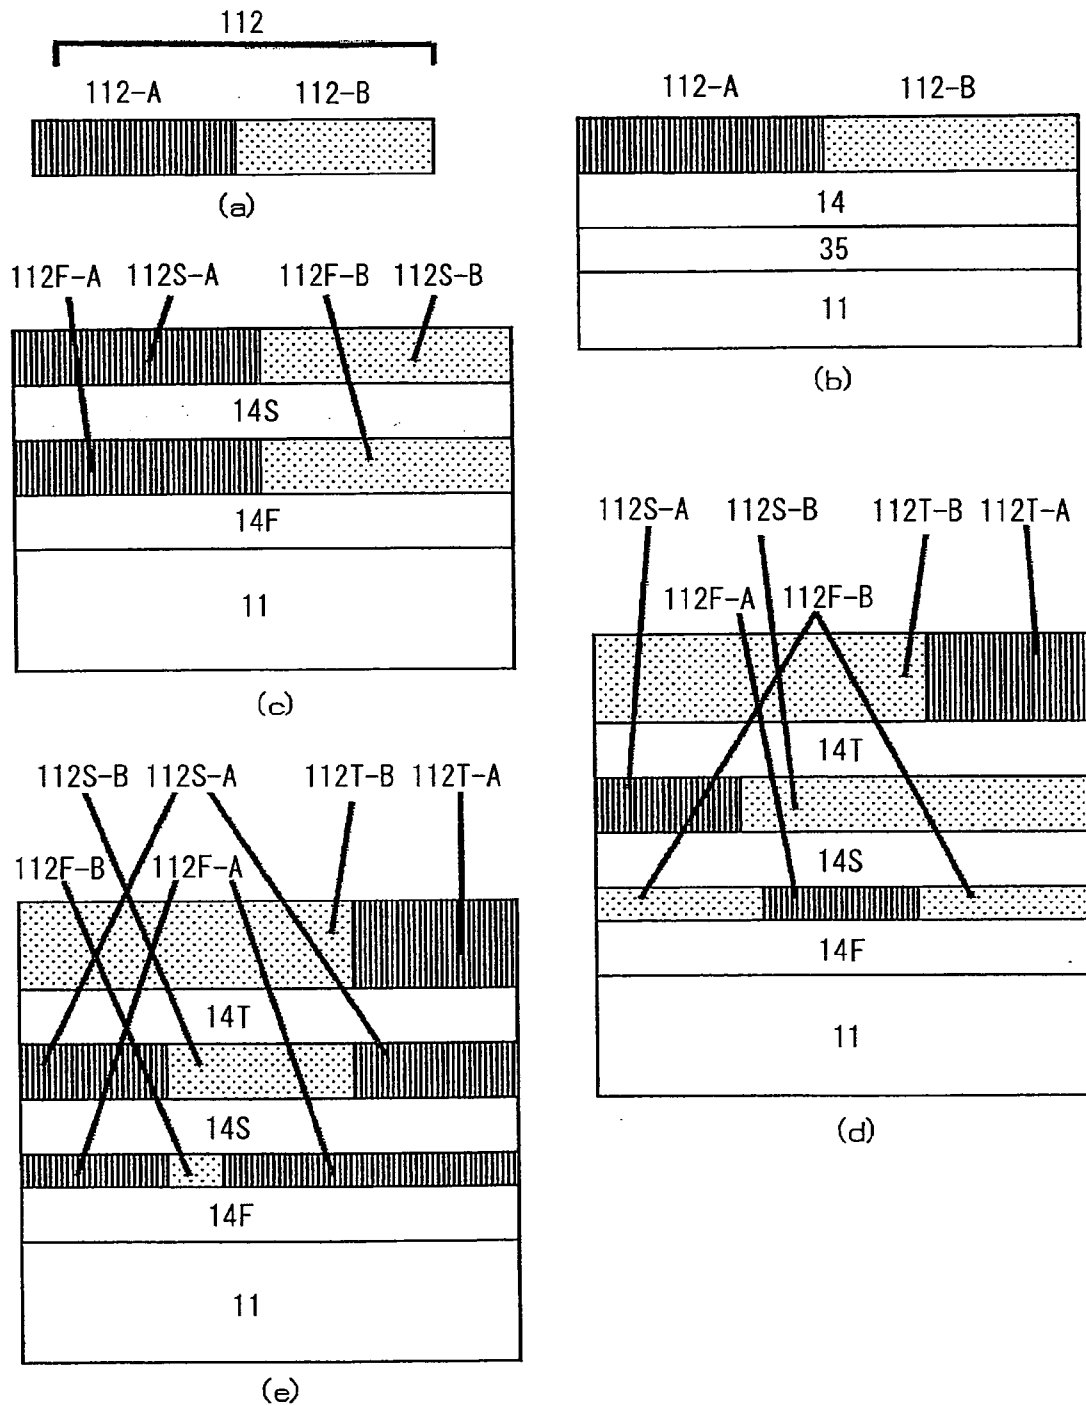 112
112-A 112-B
(a)
112-A 112-B
14
35
11
(b)
112F-A 112S-A 112F-B 112S-B
14S
14F
11
(c)
112S-A 112S-B 112T-B 112T-A
112F-A 112F-B
14T
14S
14F
11
(d)
112S-B 112S-A 112T-B 112T-A
112F-B 112F-A
14T
14S
14F
11
(e)